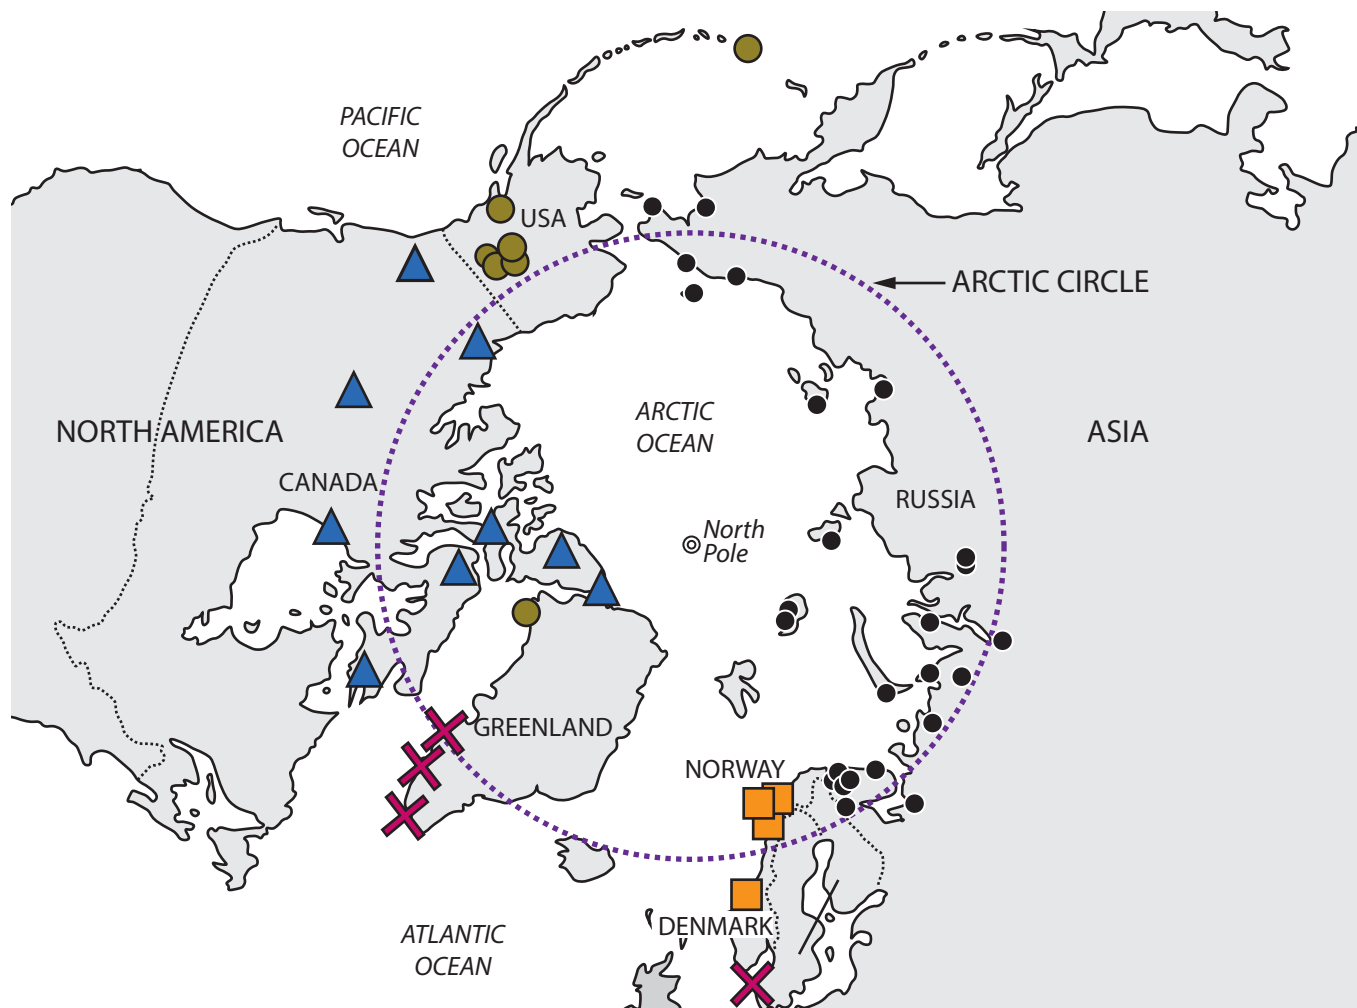 PACIFIC
OCEAN
USA
ARCTIC CIRCLE
ARCTIC
OCEAN
NORTH AMERICA
ASIA
CANADA
RUSSIA
North
Pole
GREENLAND
NORWAY
DENMARK
ATLANTIC
OCEAN